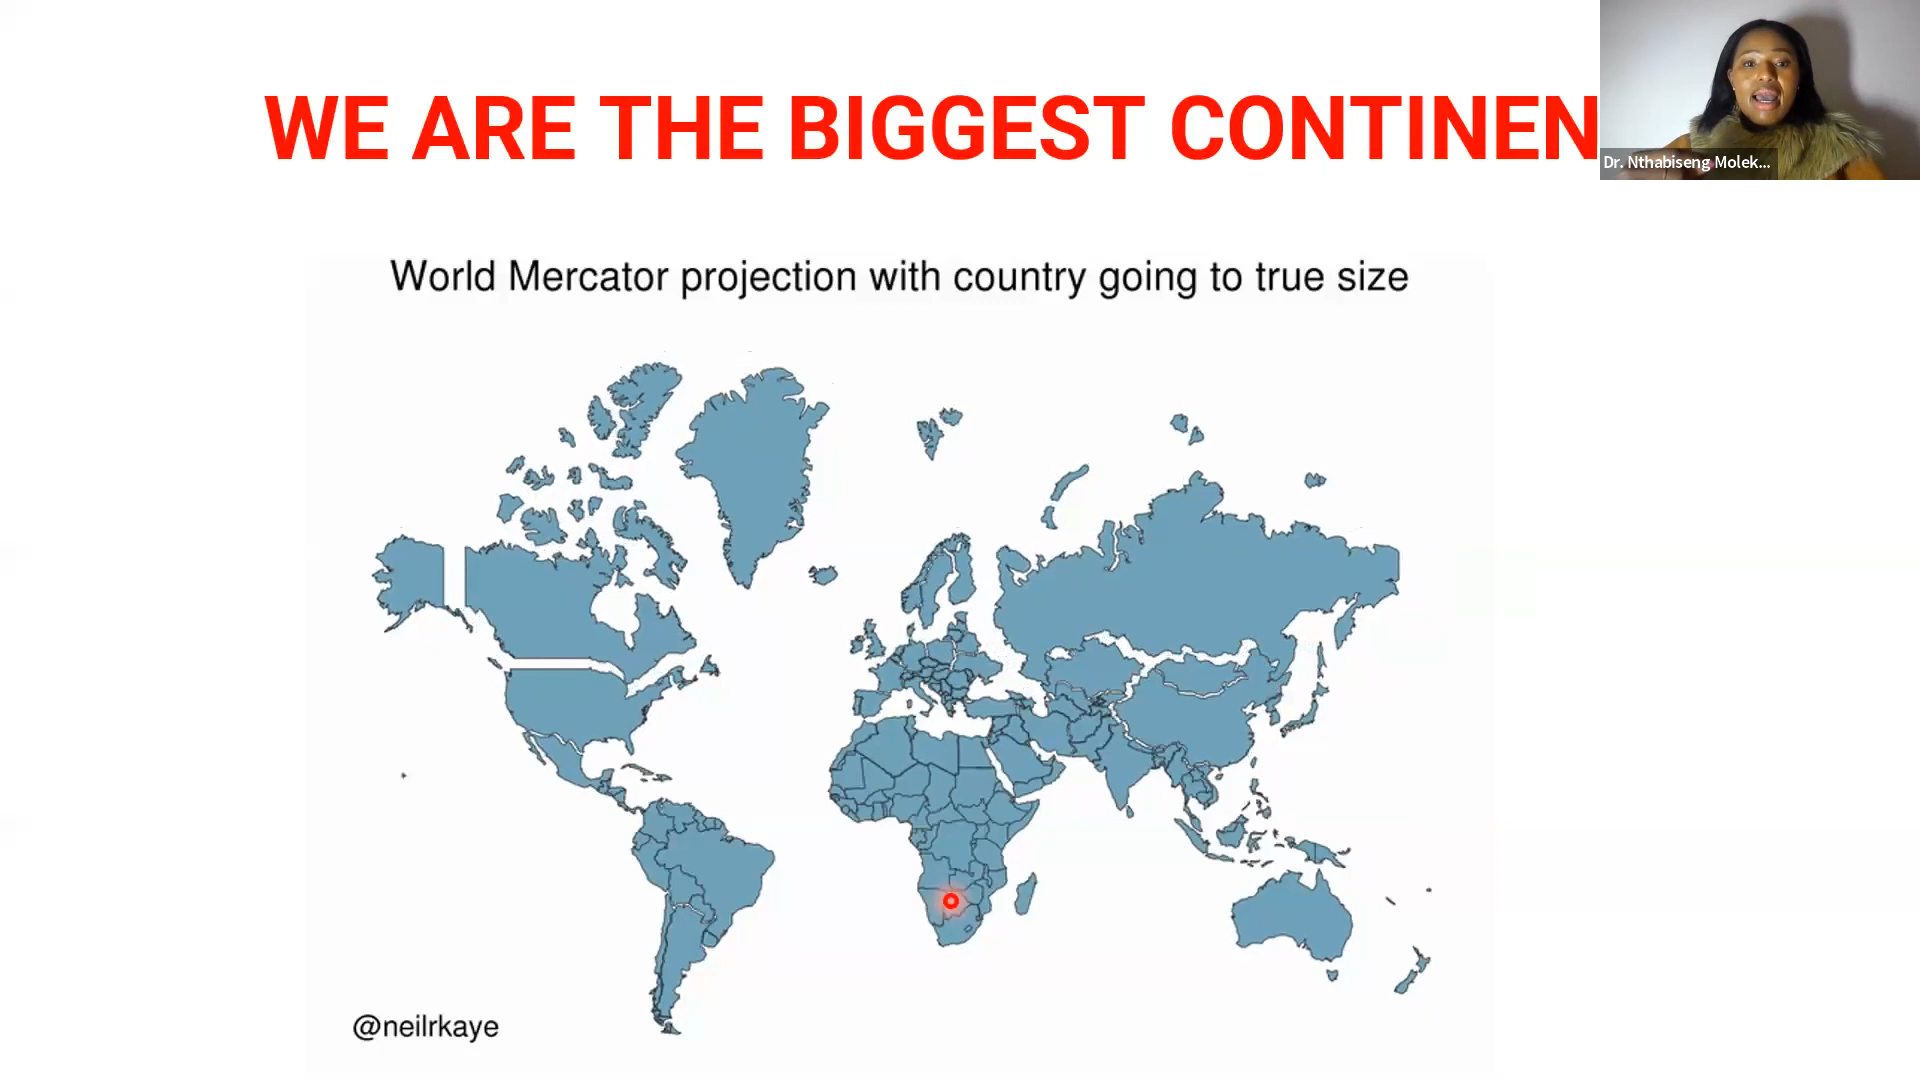 WE ARE THE BIGGEST CONTINEN
Dr. Nthabiseng Molek...
World Mercator projection with country going to true size
@neilrkaye